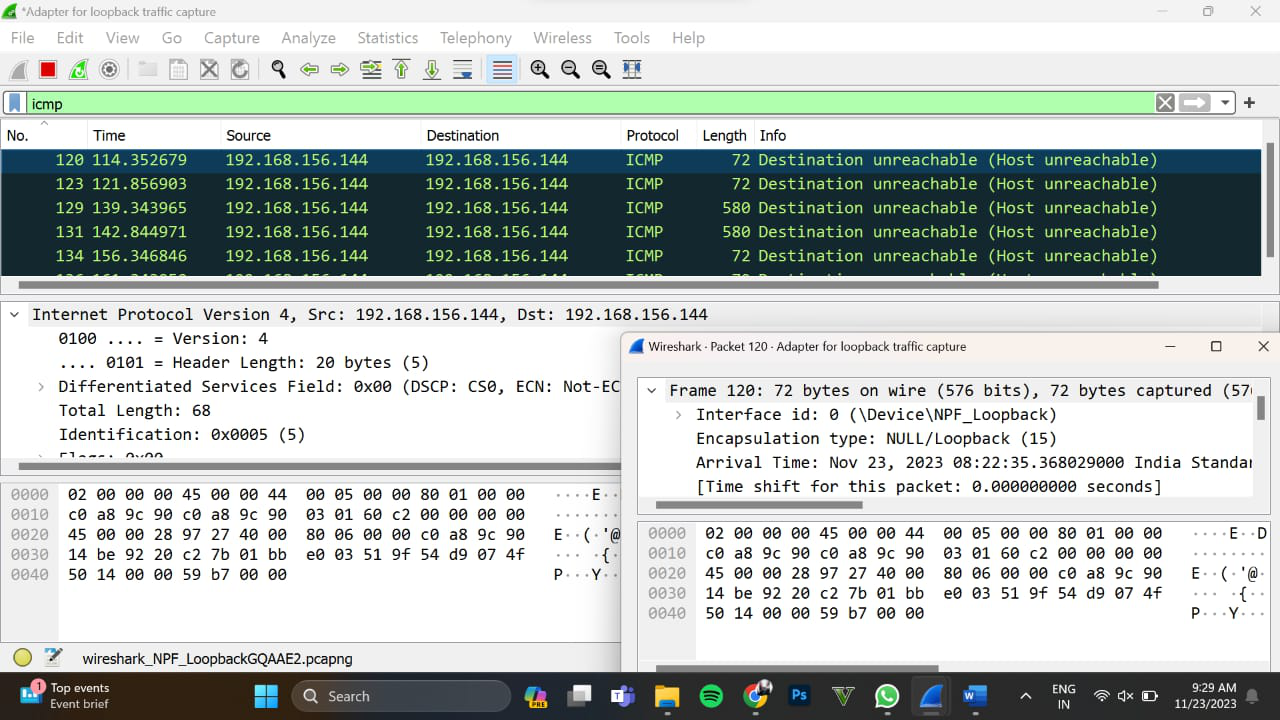 *Adapter for loopback traffic capture
File Edit View Go Capture Analyze Statistics Telephony Wireless Tools Help
icmp
No. Time Source Destination Protocol Length Info
120 114.352679 192.168.156.144 192.168.156.144 ICMP 72 Destination unreachable (Host unreachable)
123 121.856903 192.168.156.144 192.168.156.144 ICMP 72 Destination unreachable (Host unreachable)
129 139.343965 192.168.156.144 192.168.156.144 ICMP 580 Destination unreachable (Host unreachable)
131 142.844971 192.168.156.144 192.168.156.144 ICMP 580 Destination unreachable (Host unreachable)
134 156.346846 192.168.156.144 192.168.156.144 ICMP 72 Destination unreachable (Host unreachable)
Internet Protocol Version 4, Src: 192.168.156.144, Dst: 192.168.156.144
0100 .... = Version: 4
.... 0101 = Header Length: 20 bytes (5)
Differentiated Services Field: 0x00 (DSCP: CS0, ECN: Not-EC
Total Length: 68
Identification: 0x0005 (5)
0000 02 00 00 00 45 00 00 44 00 05 00 00 80 01 00 00 ····E·
0010 c0 a8 9c 90 c0 a8 9c 90 03 01 60 c2 00 00 00 00 ·······
0020 45 00 00 28 97 27 40 00 80 06 00 00 c0 a8 9c 90 E··(·'@
0030 14 be 92 20 c2 7b 01 bb e0 03 51 9f 54 d9 07 4f ··· ·{·
0040 50 14 00 00 59 b7 00 00 P···Y···
Wireshark · Packet 120 · Adapter for loopback traffic capture
Frame 120: 72 bytes on wire (576 bits), 72 bytes captured (57
Interface id: 0 (\Device\NPF_Loopback)
Encapsulation type: NULL/Loopback (15)
Arrival Time: Nov 23, 2023 08:22:35.368029000 India Standar
[Time shift for this packet: 0.000000000 seconds]
0000 02 00 00 00 45 00 00 44 00 05 00 00 80 01 00 00 ····E··D
0010 c0 a8 9c 90 c0 a8 9c 90 03 01 60 c2 00 00 00 00 ········
0020 45 00 00 28 97 27 40 00 80 06 00 00 c0 a8 9c 90 E··(·'@·
0030 14 be 92 20 c2 7b 01 bb e0 03 51 9f 54 d9 07 4f ··· ·{··
0040 50 14 00 00 59 b7 00 00 P···Y···
wireshark_NPF_LoopbackGQAAE2.pcapng
1
Top events
Event brief
Search
PRE
Ps
V
W
ENG
IN
9:29 AM
11/23/2023